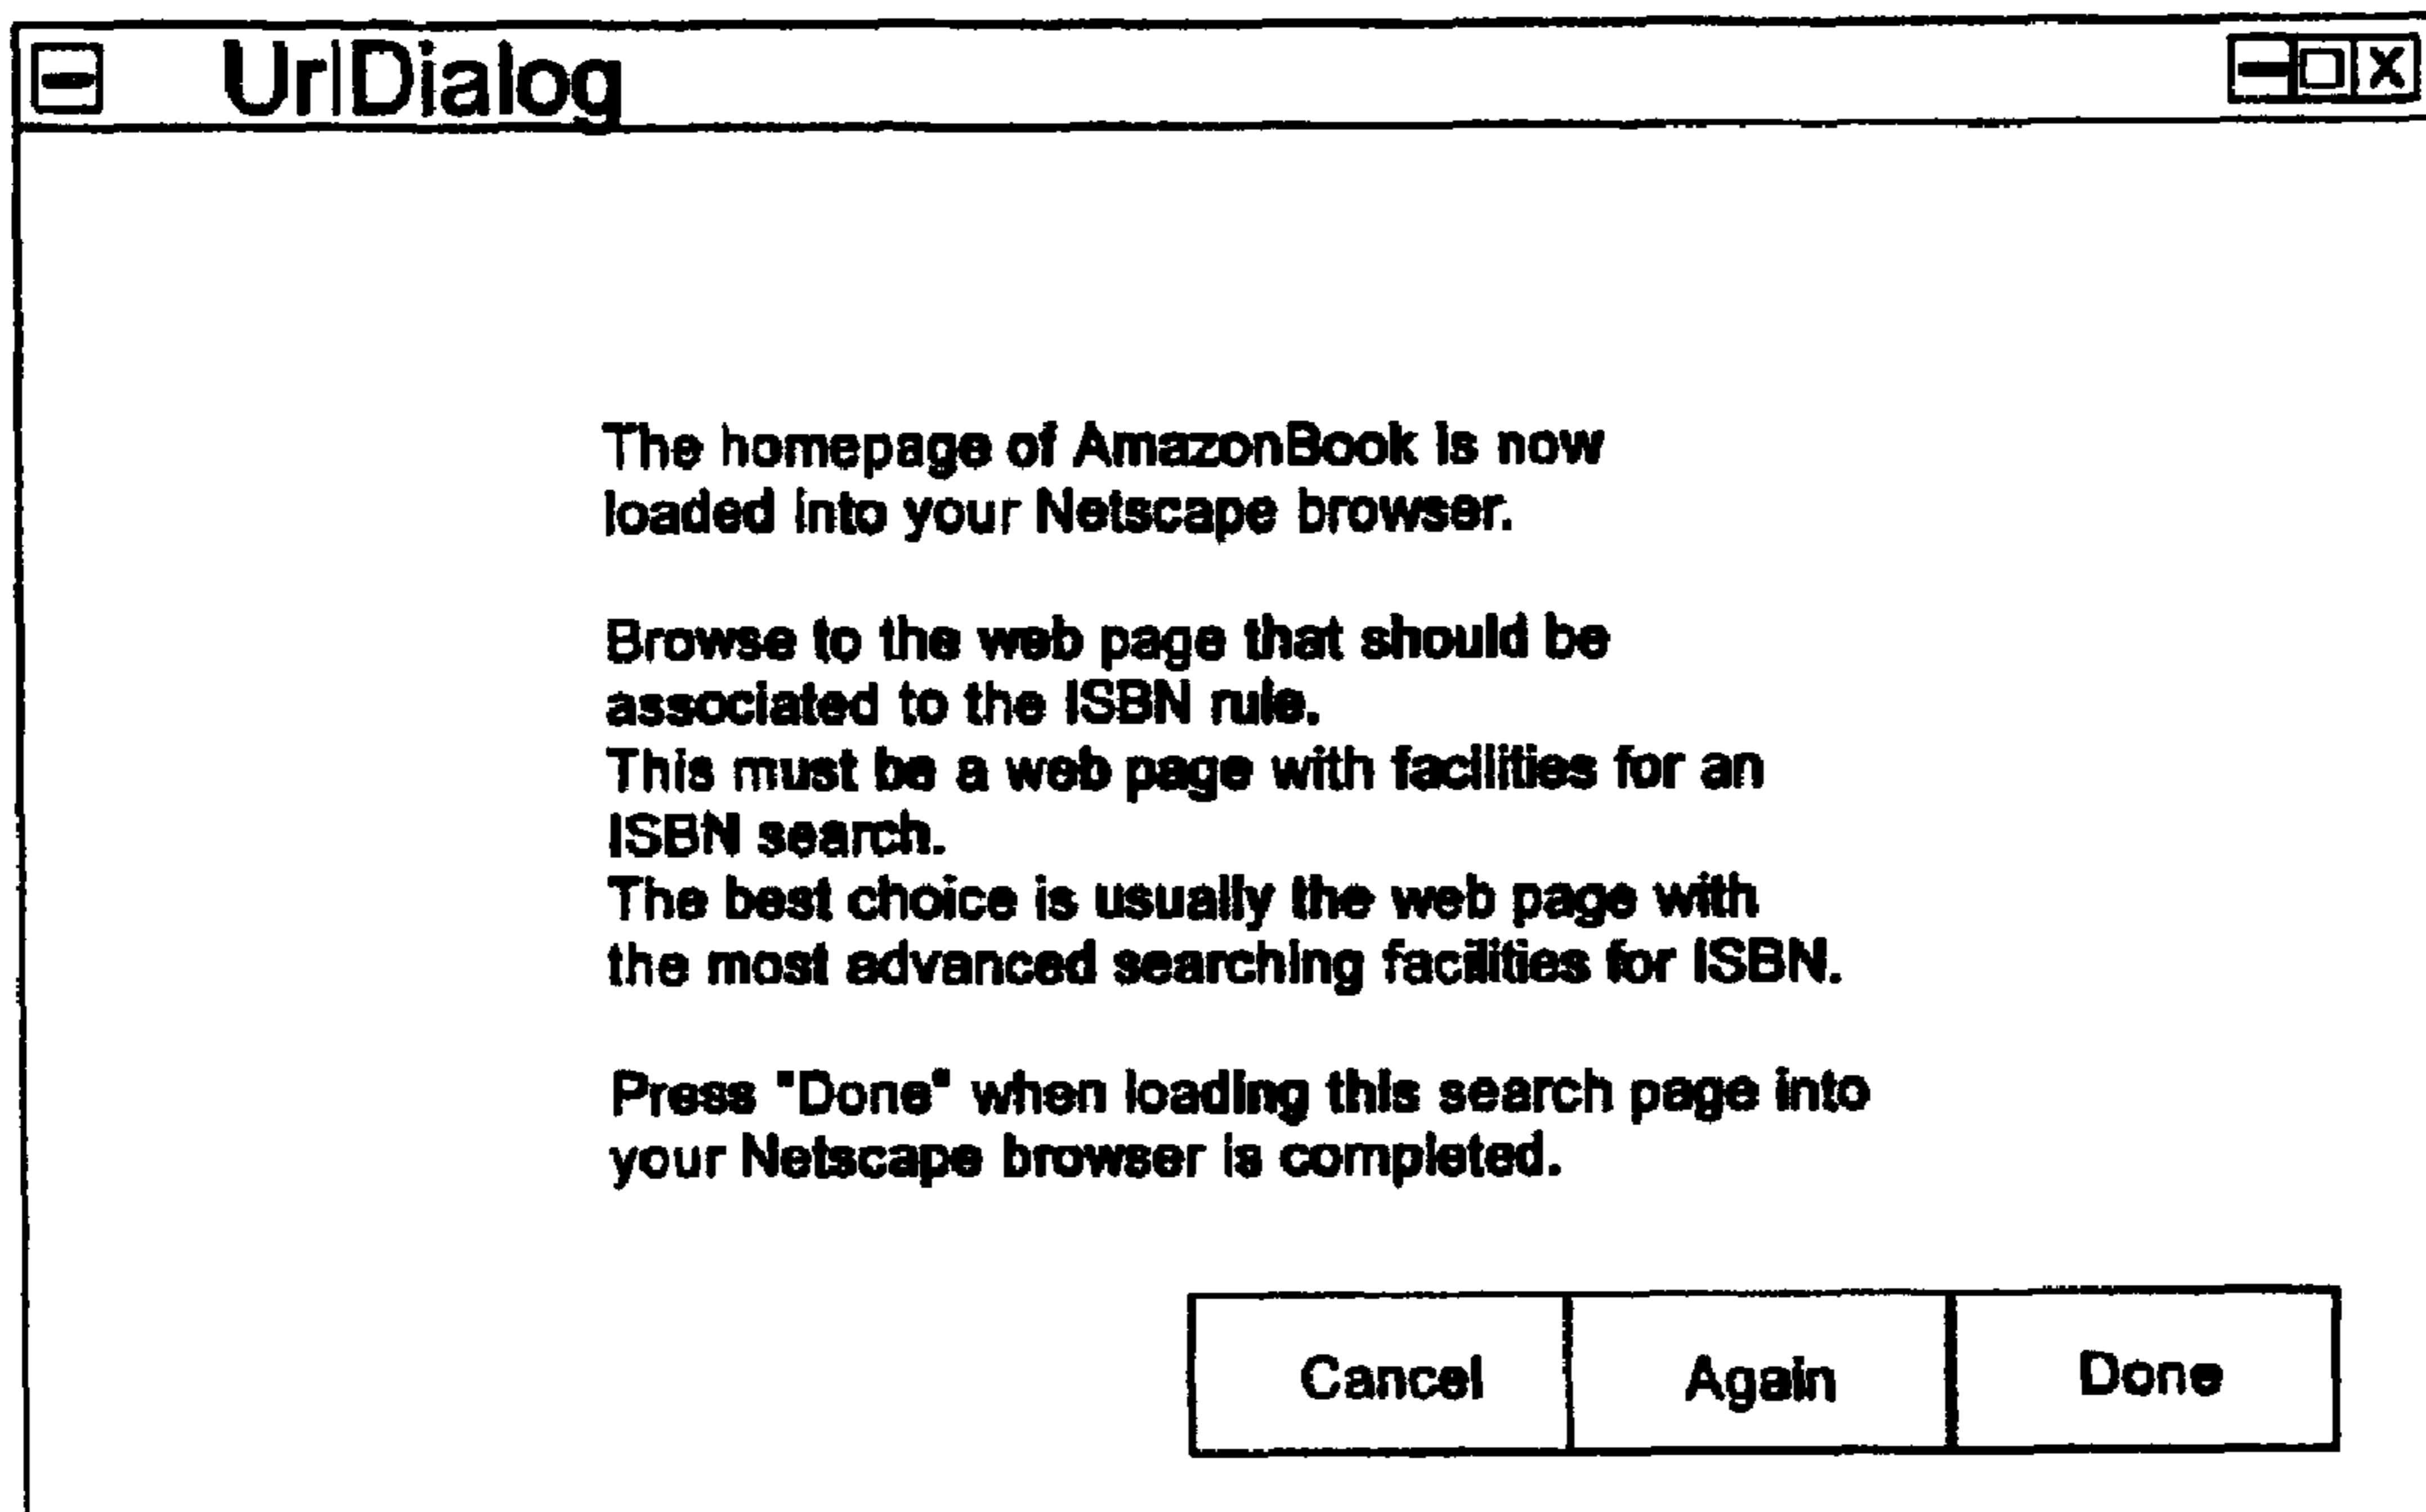 UrlDialog
The homepage of AmazonBook is now
loaded into your Netscape browser.
Browse to the web page that should be
associated to the ISBN rule.
This must be a web page with facilities for an
ISBN search.
The best choice is usually the web page with
the most advanced searching facilities for ISBN.
Press "Done" when loading this search page into
your Netscape browser is completed.
Cancel Again Done